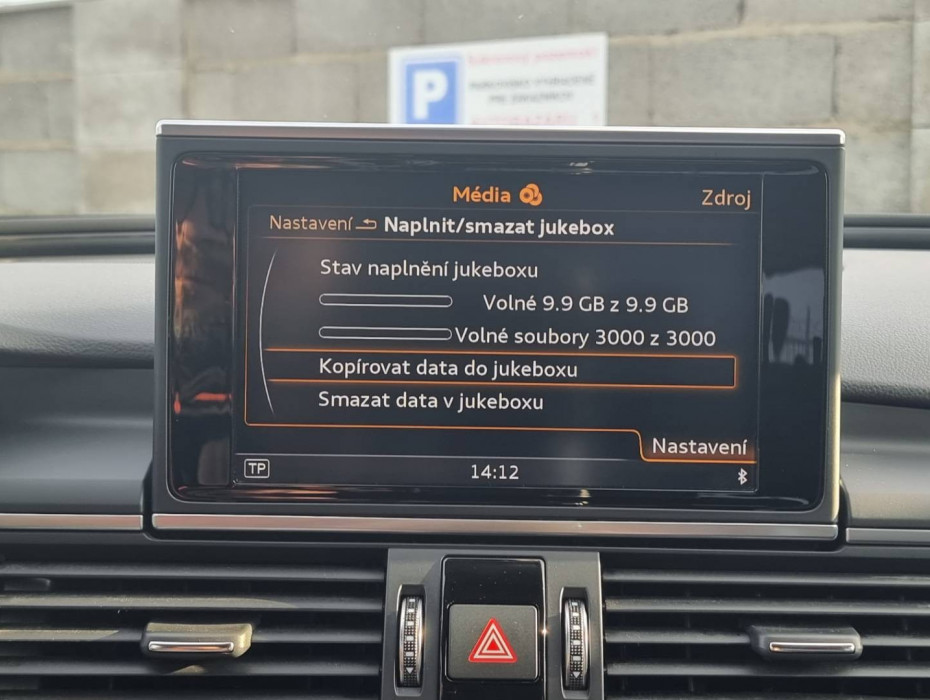 P
Média
Zdroj
Nastavení Naplnit/smazat jukebox
Stav naplnění jukeboxu
Volné 9.9 GB z 9.9 GB
Volné soubory 3000 z 3000
Kopírovat data do jukeboxu
Smazat data v jukeboxu
Nastavení
TP
14:12